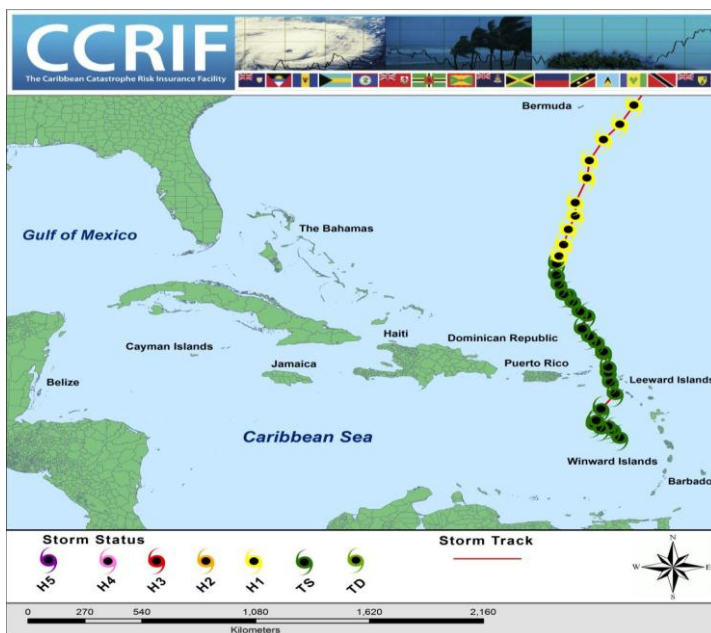 CCRIF
The Caribbean Catastrophe Risk Insurance Facility
Bermuda
Gulf of Mexico
The Bahamas
Cayman Islands
Haiti
Dominican Republic
Jamaica
Puerto Rico
Belize
Leeward Islands
Caribbean Sea
Winward Islands
Barbado
Storm Status
Storm Track
H5 H4 H3 H2 H1 TS TD
N
W E
S
0 270 540 1,080 1,620 2,160
Kilometers